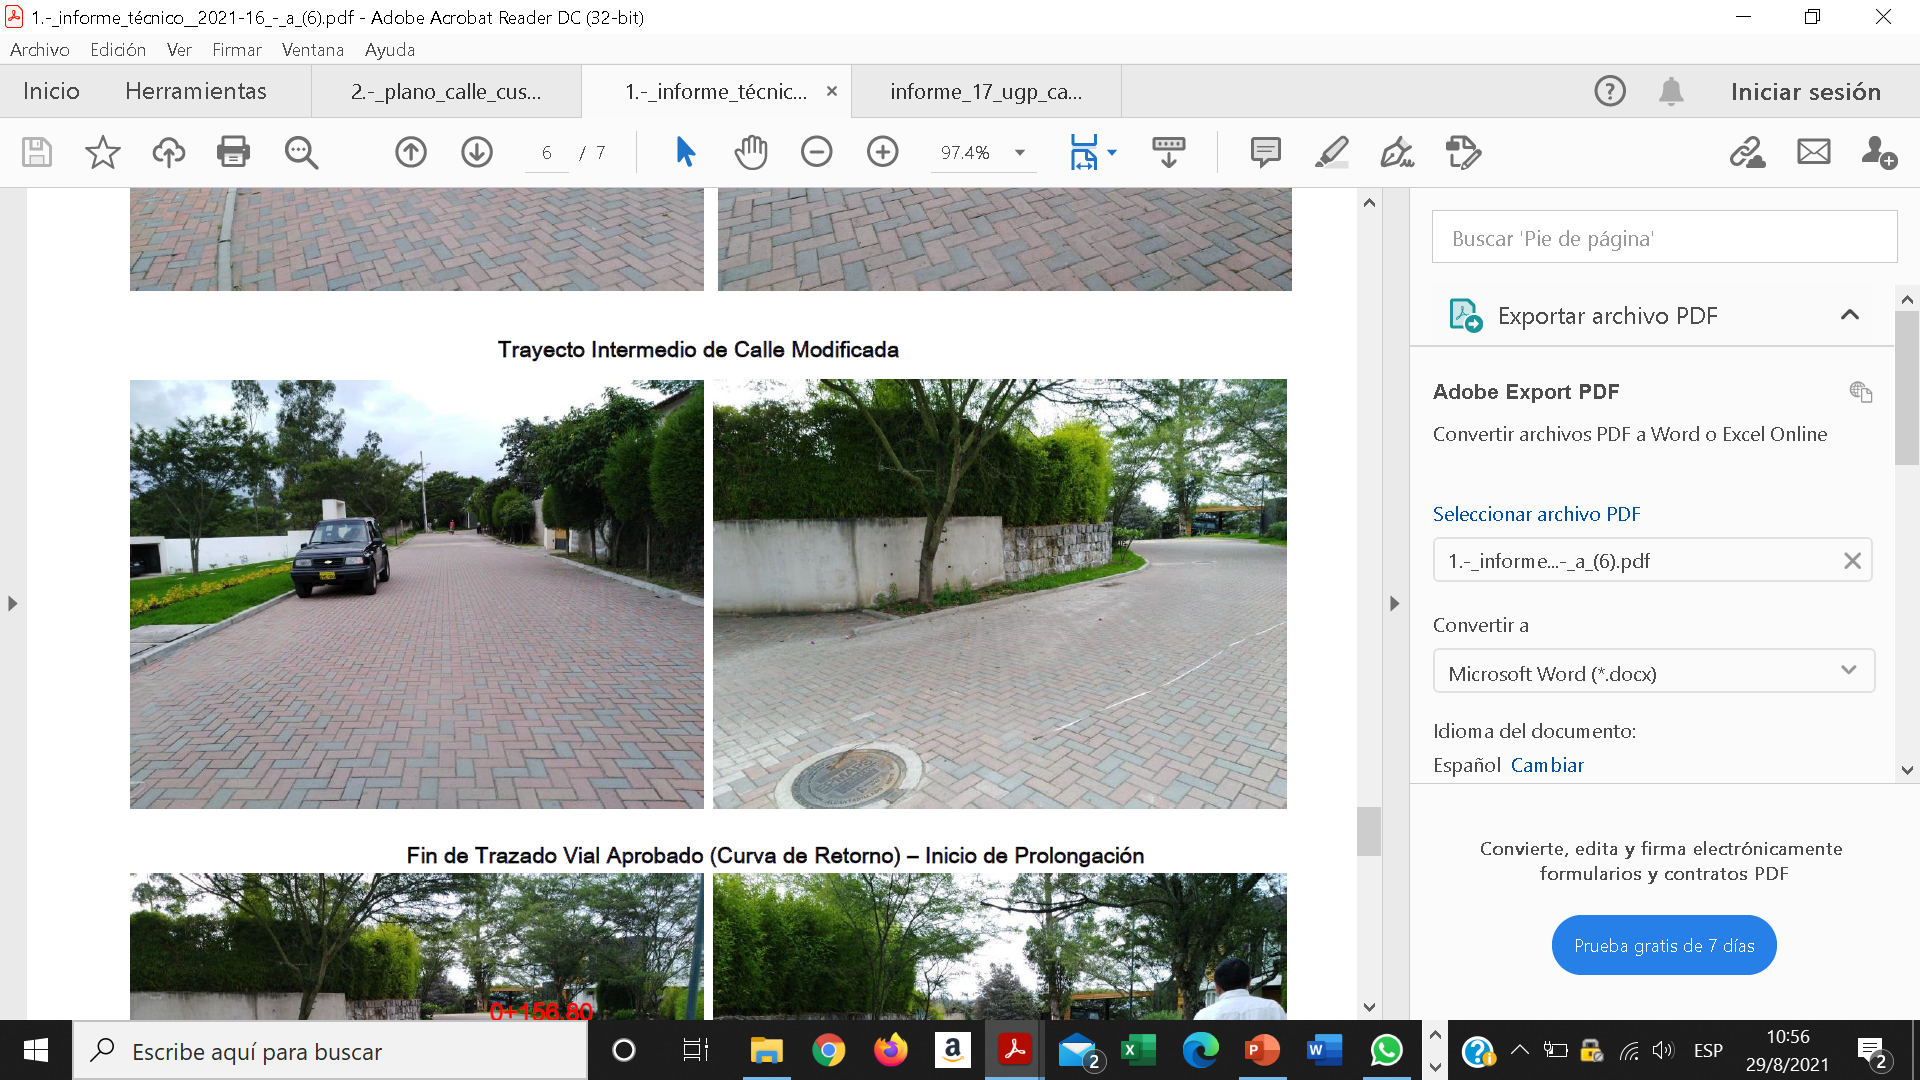 1.-_informe_técnico__2021-16_-_a_(6).pdf - Adobe Acrobat Reader DC (32-bit)
Archivo Edición Ver Firmar Ventana Ayuda
Inicio Herramientas 2.-_plano_calle_cus... 1.-_informe_técnic... × informe_17_ugp_ca... Iniciar sesión
6 / 7 97.4%
Buscar 'Pie de página'
Exportar archivo PDF
Trayecto Intermedio de Calle Modificada
Adobe Export PDF
Convertir archivos PDF a Word o Excel Online
Seleccionar archivo PDF
1.-_informe...-_a_(6).pdf
Convertir a
Microsoft Word (*.docx)
Idioma del documento:
Español Cambiar
Fin de Trazado Vial Aprobado (Curva de Retorno) – Inicio de Prolongación
Convierte, edita y firma electrónicamente
formularios y contratos PDF
Prueba gratis de 7 días
0+156.80
Escribe aquí para buscar
2
ESP
10:56
29/8/2021
2